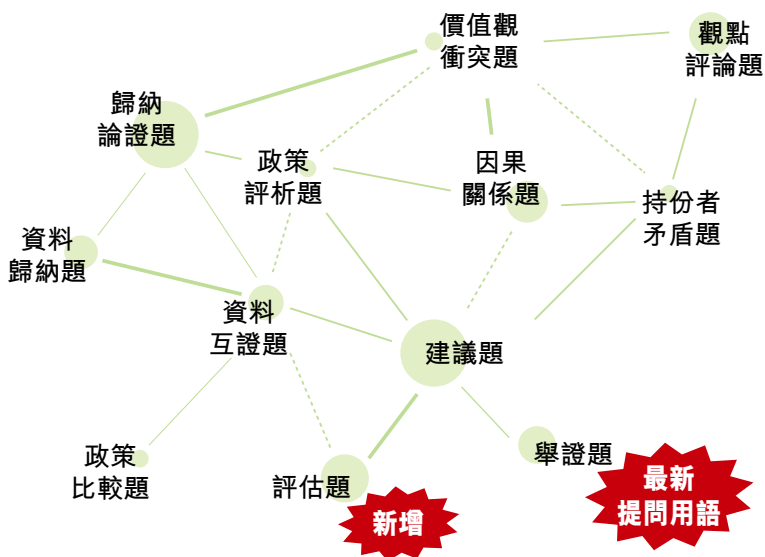 價值觀
衝突題
觀點
評論題
歸納
論證題
政策
評析題
因果
關係題
持份者
矛盾題
資料
歸納題
資料
互證題
建議題
政策
比較題
評估題
新增
舉證題
最新
提問用語